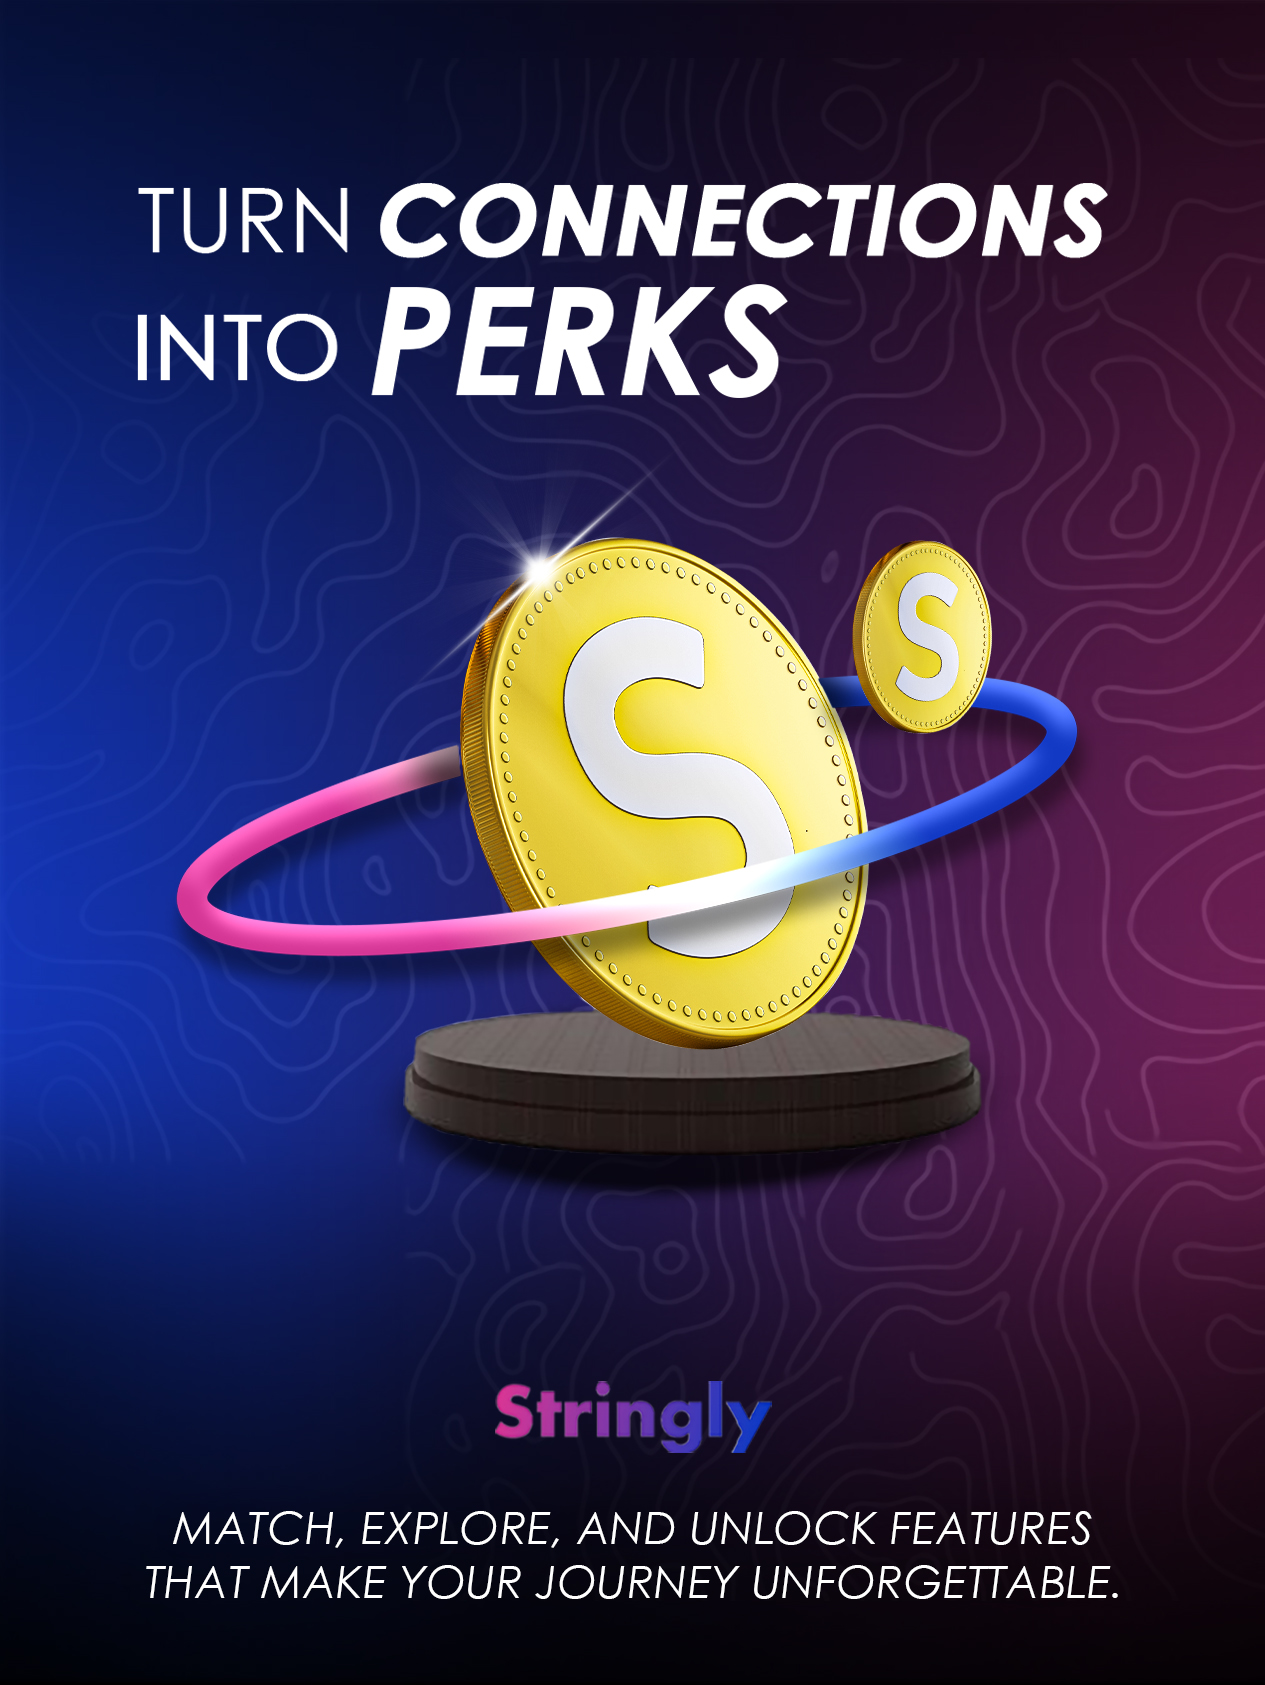 TURN CONNECTIONS
INTO PERKS
S
S
Stringly
MATCH, EXPLORE, AND UNLOCK FEATURES
THAT MAKE YOUR JOURNEY UNFORGETTABLE.